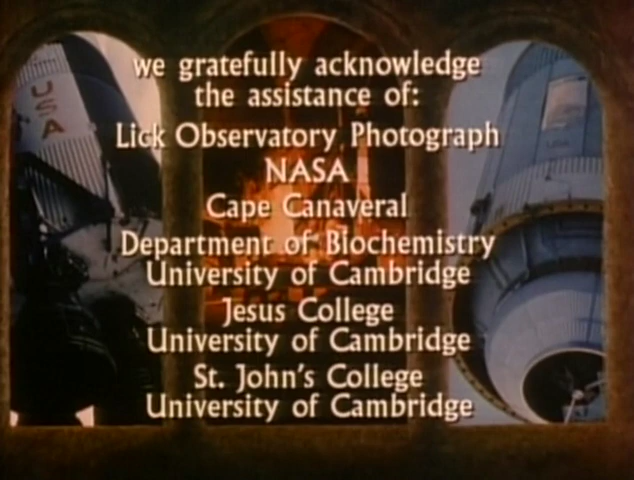 USA
we gratefully acknowledge
the assistance of:
Lick Observatory Photograph
NASA
Cape Canaveral
Department of Biochemistry
University of Cambridge
Jesus College
University of Cambridge
St. John's College
University of Cambridge